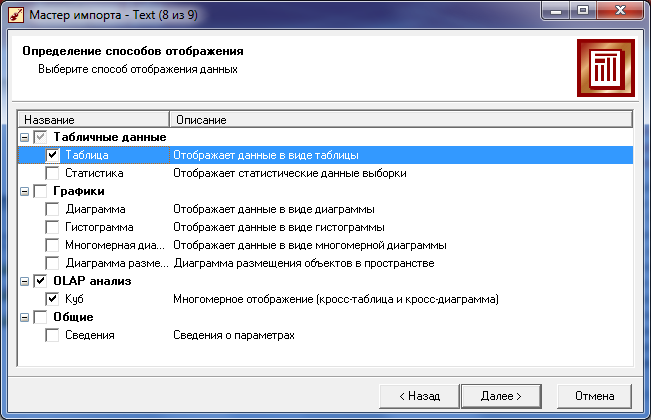 Мастер импорта - Text (8 из 9)
Определение способов отображения
Выберите способ отображения данных
Название Описание
Табличные данные
Таблица Отображает данные в виде таблицы
Статистика Отображает статистические данные выборки
Графики
Диаграмма Отображает данные в виде диаграммы
Гистограмма Отображает данные в виде гистограммы
Многомерная диа... Отображает данные в виде многомерной диаграммы
Диаграмма разме... Диаграмма размещения объектов в пространстве
OLAP анализ
Куб Многомерное отображение (кросс-таблица и кросс-диаграмма)
Общие
Сведения Сведения о параметрах
< Назад Далее > Отмена